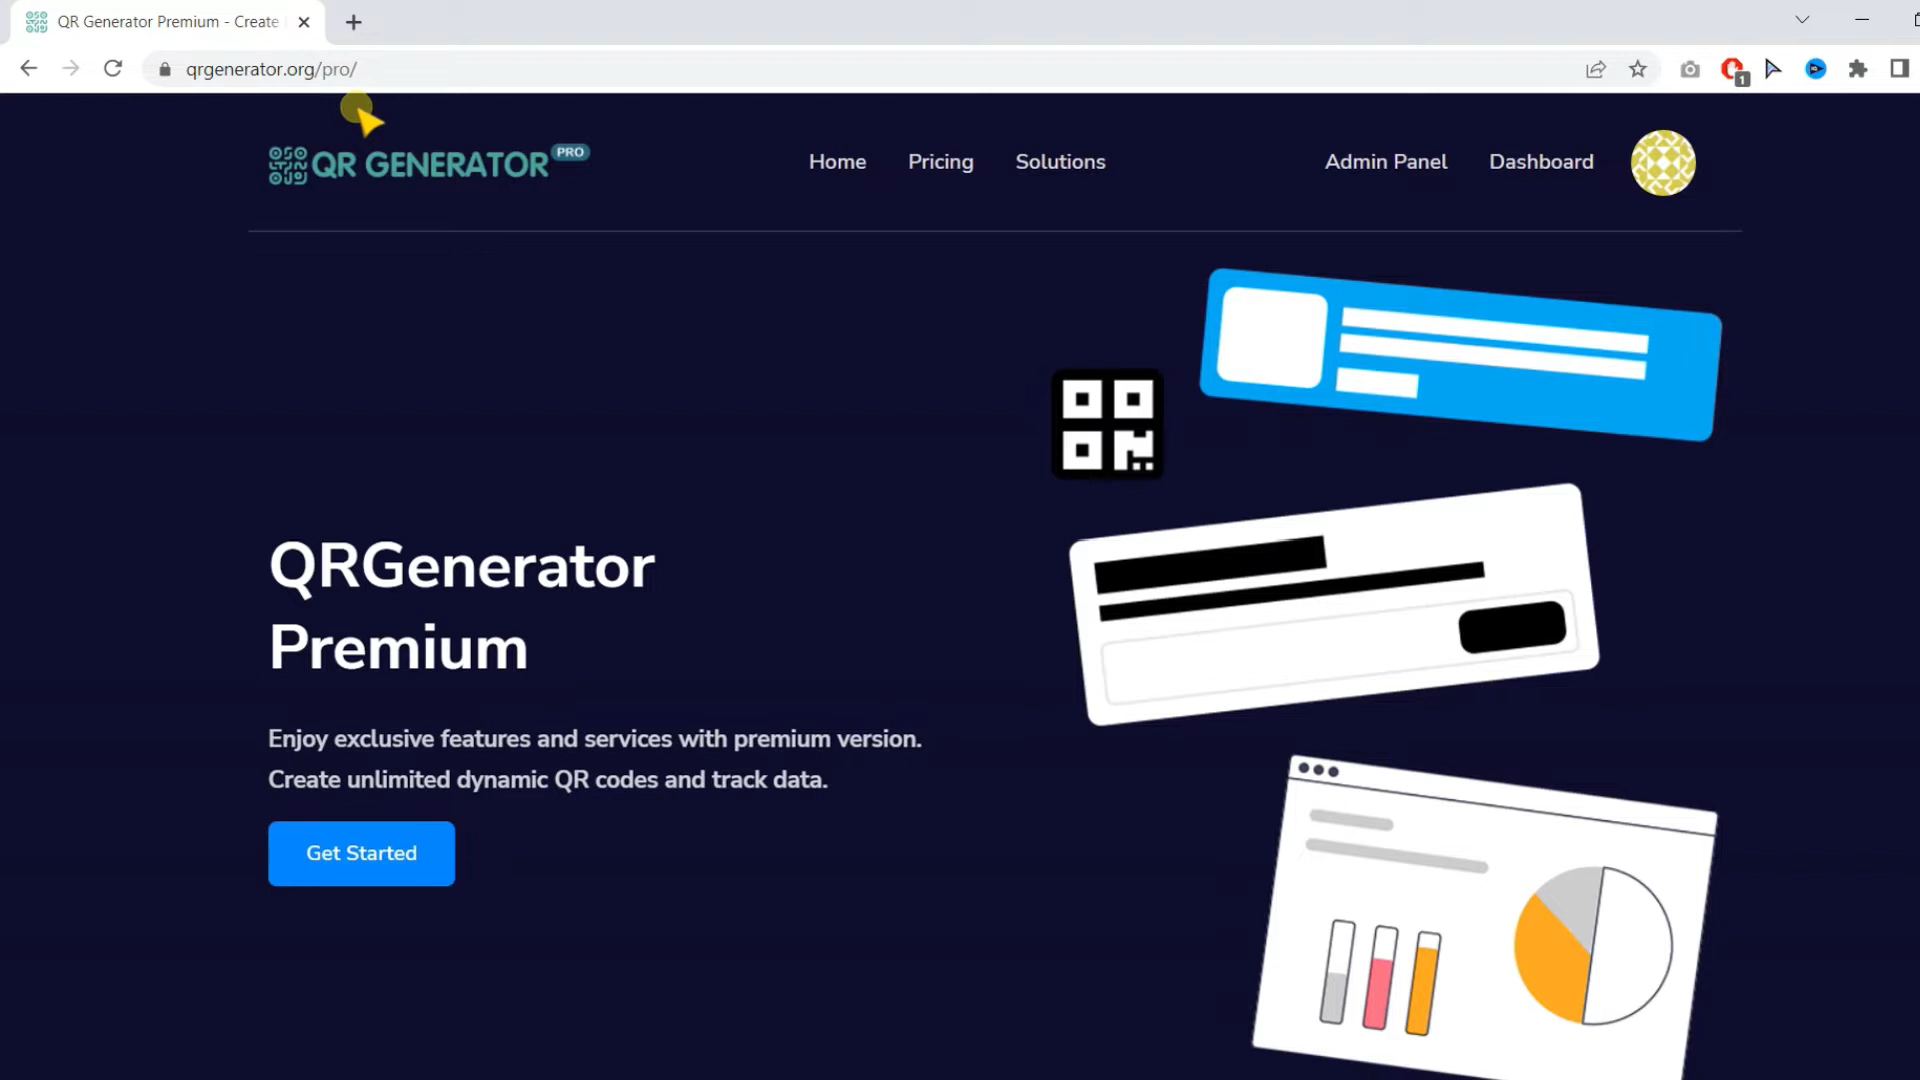 QR Generator Premium - Create
qrgenerator.org/pro/
1
QR GENERATOR PRO
Home
Pricing
Solutions
Admin Panel
Dashboard
QRGenerator
Premium
Enjoy exclusive features and services with premium version.
Create unlimited dynamic QR codes and track data.
Get Started